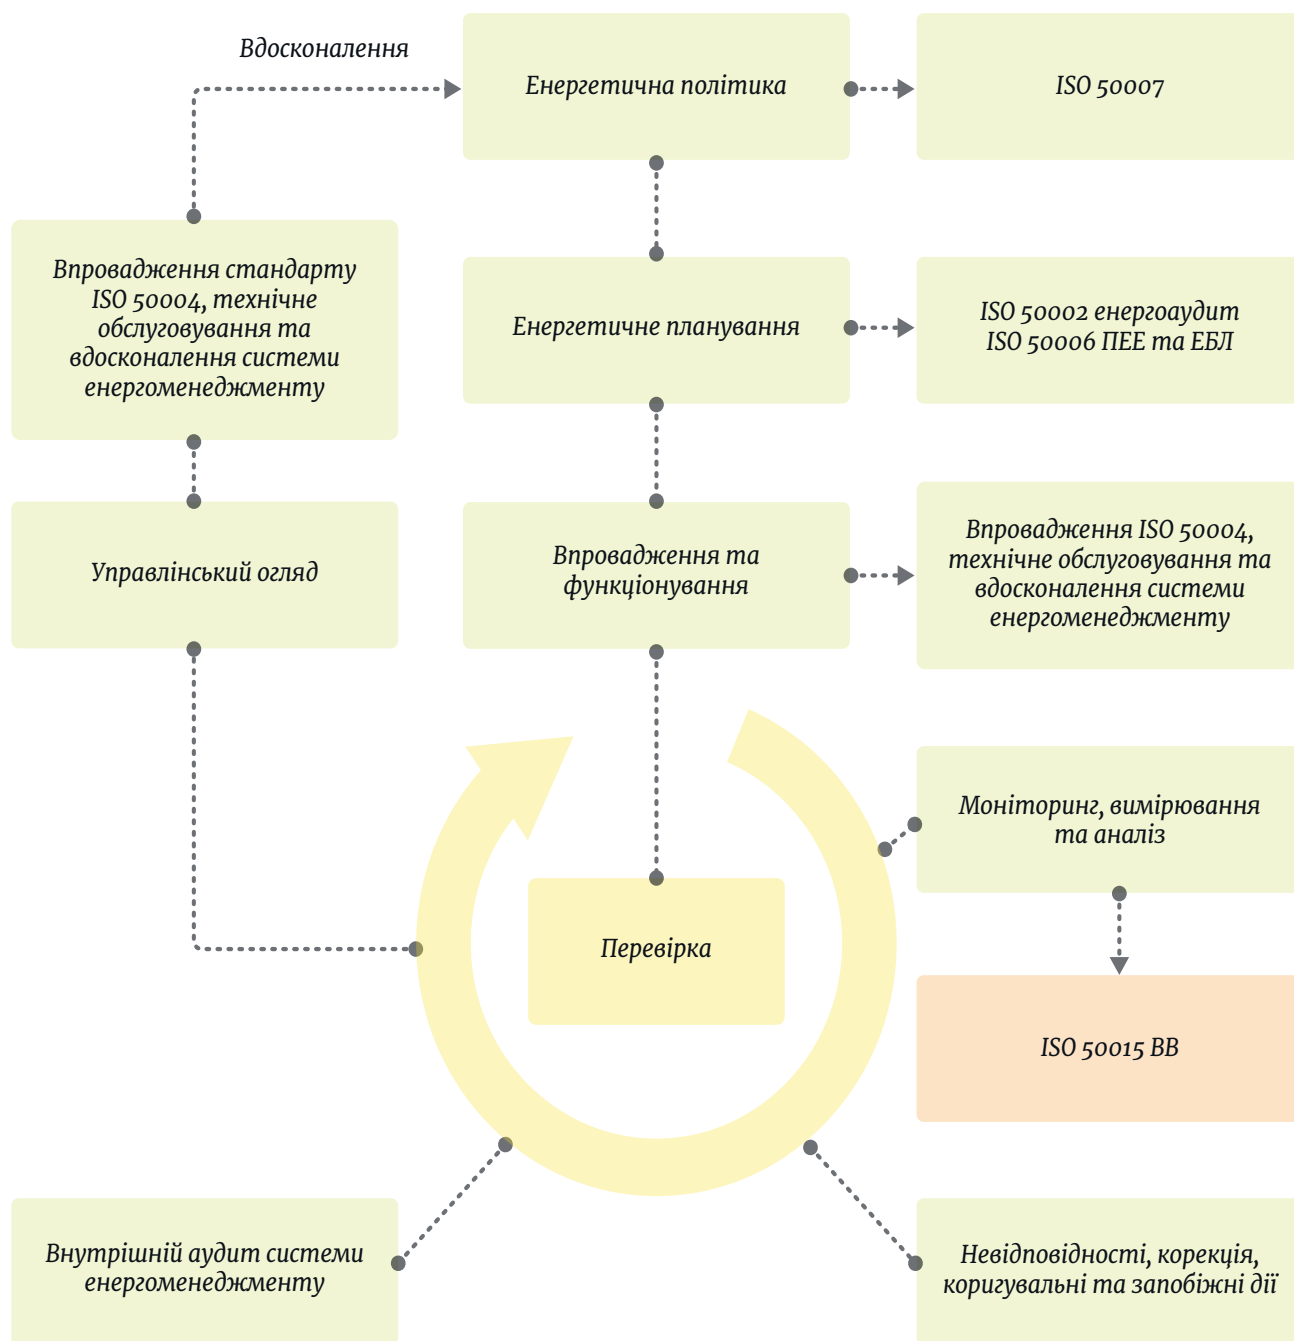 Вдосконалення
Енергетична політика
ISO 50007
Впровадження стандарту
ISO 50004, технічне
обслуговування та
вдосконалення системи
енергоменеджменту
Енергетичне планування
ISO 50002 енергоаудит
ISO 50006 ПЕЕ та ЕБЛ
Управлінський огляд
Впровадження та
функціонування
Впровадження ISO 50004,
технічне обслуговування та
вдосконалення системи
енергоменеджменту
Моніторинг, вимірювання
та аналіз
Перевірка
ISO 50015 ВВ
Внутрішній аудит системи
енергоменеджменту
Невідповідності, корекція,
коригувальні та запобіжні дії